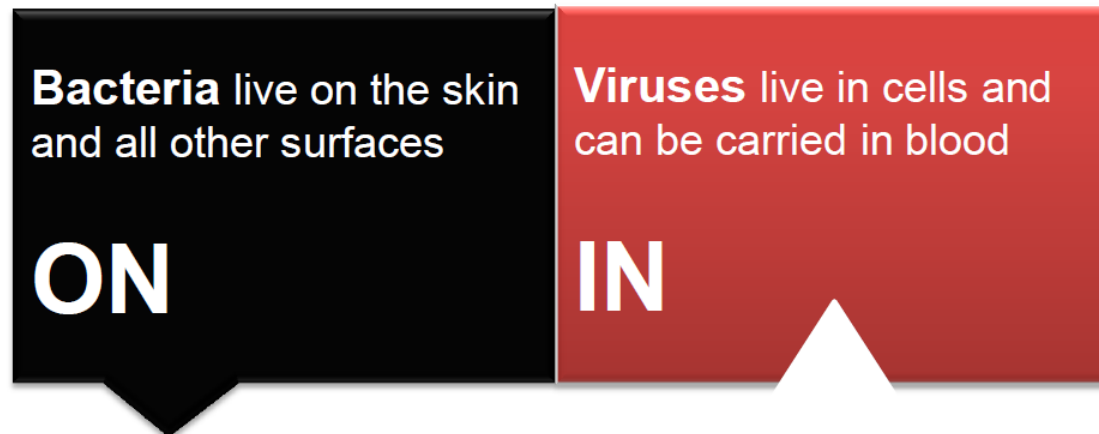 Bacteria live on the skin
and all other surfaces
ON
Viruses live in cells and
can be carried in blood
IN